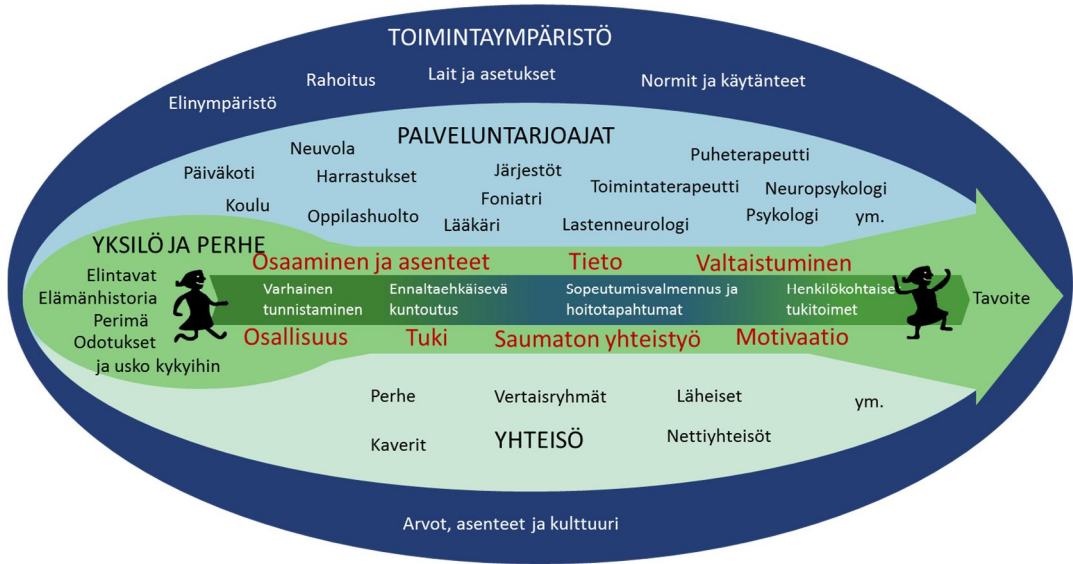 TOIMINTAYMPÄRISTÖ
Lait ja asetukset
Rahoitus
Normit ja käytänteet
Elinympäristö
PALVELUNTARJOAJAT
Neuvola
Puheterapeutti
Päiväkoti
Harrastukset
Järjestöt
Toimintaterapeutti
Neuropsykologi
Foniatri
Koulu
Oppilashuolto
Lääkäri
Lastenneurologi
Psykologi
ym.
YKSILÖ JA PERHE
Elintavat
Elämänhistoria
Perimä
Odotukset
ja usko kykyihin
Osaaminen ja asenteet
Tieto
Valtaistuminen
Varhainen
tunnistaminen
Ennaltaehkäisevä
kuntoutus
Sopeutumisvalmennus ja
hoitotapahtumat
Henkilökohtaise
tukitoimet
Tavoite
Osallisuus
Tuki
Saumaton yhteistyö
Motivaatio
Perhe
Vertaisryhmät
Läheiset
ym.
Kaverit
YHTEISÖ
Nettiyhteisöt
Arvot, asenteet ja kulttuuri